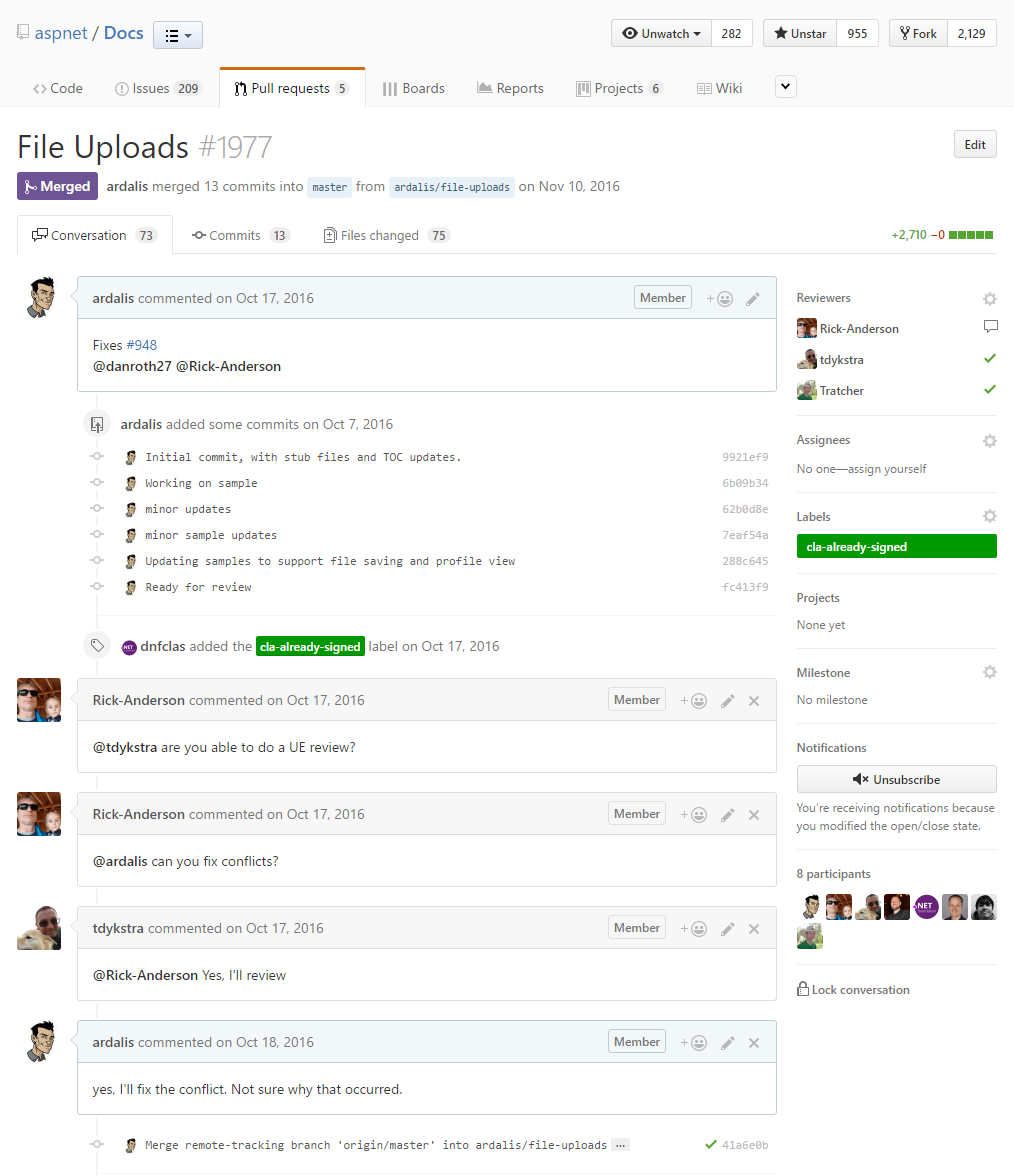 aspnet / Docs
Unwatch 282 Unstar 955 Fork 2,129
Code Issues 209 Pull requests 5 Boards Reports Projects 6 Wiki
File Uploads #1977 Edit
Merged ardalis merged 13 commits into master from ardalis/file-uploads on Nov 10, 2016
Conversation 73 Commits 13 Files changed 75 +2,710 −0
ardalis commented on Oct 17, 2016 Member
Fixes #948
@danroth27 @Rick-Anderson
ardalis added some commits on Oct 7, 2016
Initial commit, with stub files and TOC updates. 9921ef9
Working on sample 6b09b34
minor updates 62b0d8e
minor sample updates 7eaf54a
Updating samples to support file saving and profile view 288c645
Ready for review fc413f9
dnfclas added the cla-already-signed label on Oct 17, 2016
Rick-Anderson commented on Oct 17, 2016 Member
@tdykstra are you able to do a UE review?
Rick-Anderson commented on Oct 17, 2016 Member
@ardalis can you fix conflicts?
tdykstra commented on Oct 17, 2016 Member
@Rick-Anderson Yes, I'll review
ardalis commented on Oct 18, 2016 Member
yes, I'll fix the conflict. Not sure why that occurred.
Merge remote-tracking branch 'origin/master' into ardalis/file-uploads ... 41a6e0b
Reviewers
Rick-Anderson
tdykstra
Tratcher
Assignees
No one—assign yourself
Labels
cla-already-signed
Projects
None yet
Milestone
No milestone
Notifications
Unsubscribe
You're receiving notifications because
you modified the open/close state.
8 participants
.NET
Lock conversation